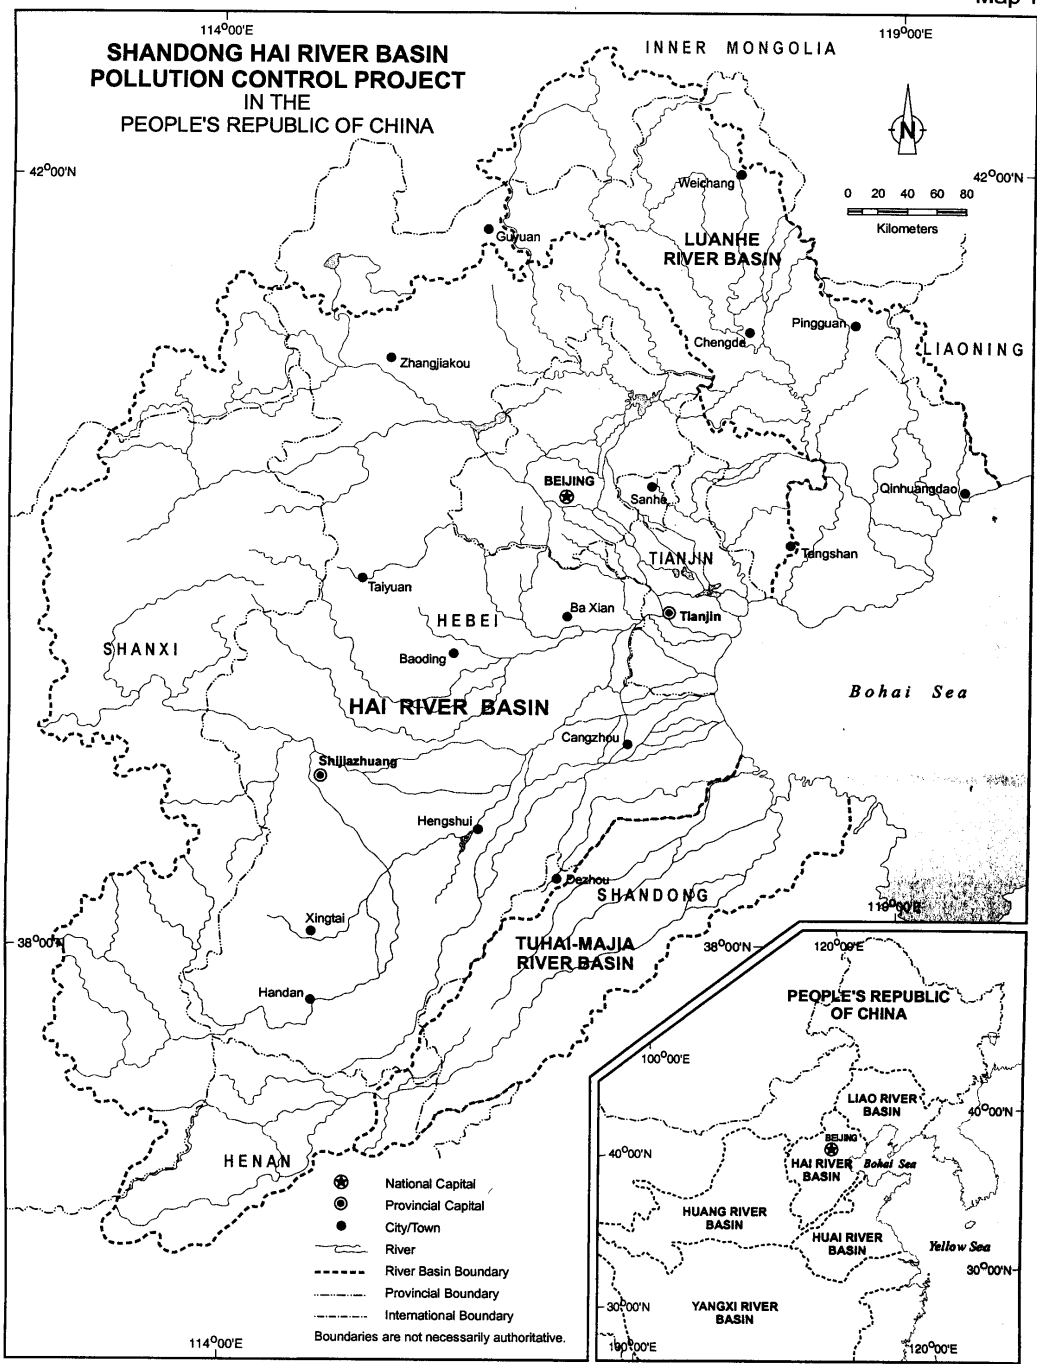 Map 1
114°00'E
119°00'E
SHANDONG HAI RIVER BASIN
POLLUTION CONTROL PROJECT
IN THE
PEOPLE'S REPUBLIC OF CHINA
INNER MONGOLIA
N
42°00'N
42°00'N
Weichang
0 20 40 60 80
Kilometers
Guyuan
LUANHE
RIVER BASIN
Pingguan
Chengde
LIAONING
Zhangjiakou
BEIJING
Sanhe
Qinhuangdao
TIANJIN
Tangshan
Taiyuan
Ba Xian
HEBEI
Tianjin
SHANXI
Baoding
Bohai Sea
HAI RIVER BASIN
Cangzhou
Shijiazhuang
Hengshui
Dezhou
SHANDONG
119°00'E
Xingtai
38°00'N
TUHAI-MAJIA
RIVER BASIN
38°00'N
120°00'E
Handan
PEOPLE'S REPUBLIC
OF CHINA
100°00'E
LIAO RIVER
BASIN
40°00'N
BEIJING
40°00'N
HAI RIVER
BASIN
Bohai Sea
HENAN
National Capital
Provincial Capital
City/Town
River
River Basin Boundary
Provincial Boundary
International Boundary
Boundaries are not necessarily authoritative.
HUANG RIVER
BASIN
HUAI RIVER
BASIN
Yellow Sea
30°00'N
30°00'N
YANGXI RIVER
BASIN
114°00'E
100°00'E
120°00'E